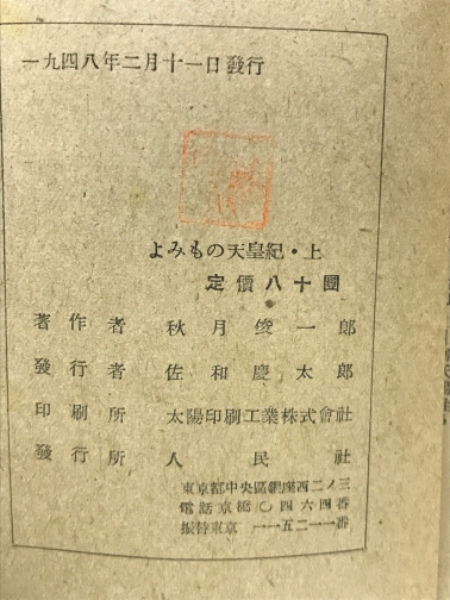 一九四八年二月十一日發行
よみもの天皇紀・上
定價八十圓
著作者 秋月俊一郎
發行者 佐和慶太郎
印刷所 太陽印刷工業株式會社
發行所 人民社
東京都中央區銀座西二ノ三
電話京橋〇四六四番
振替東京一一五二一一番